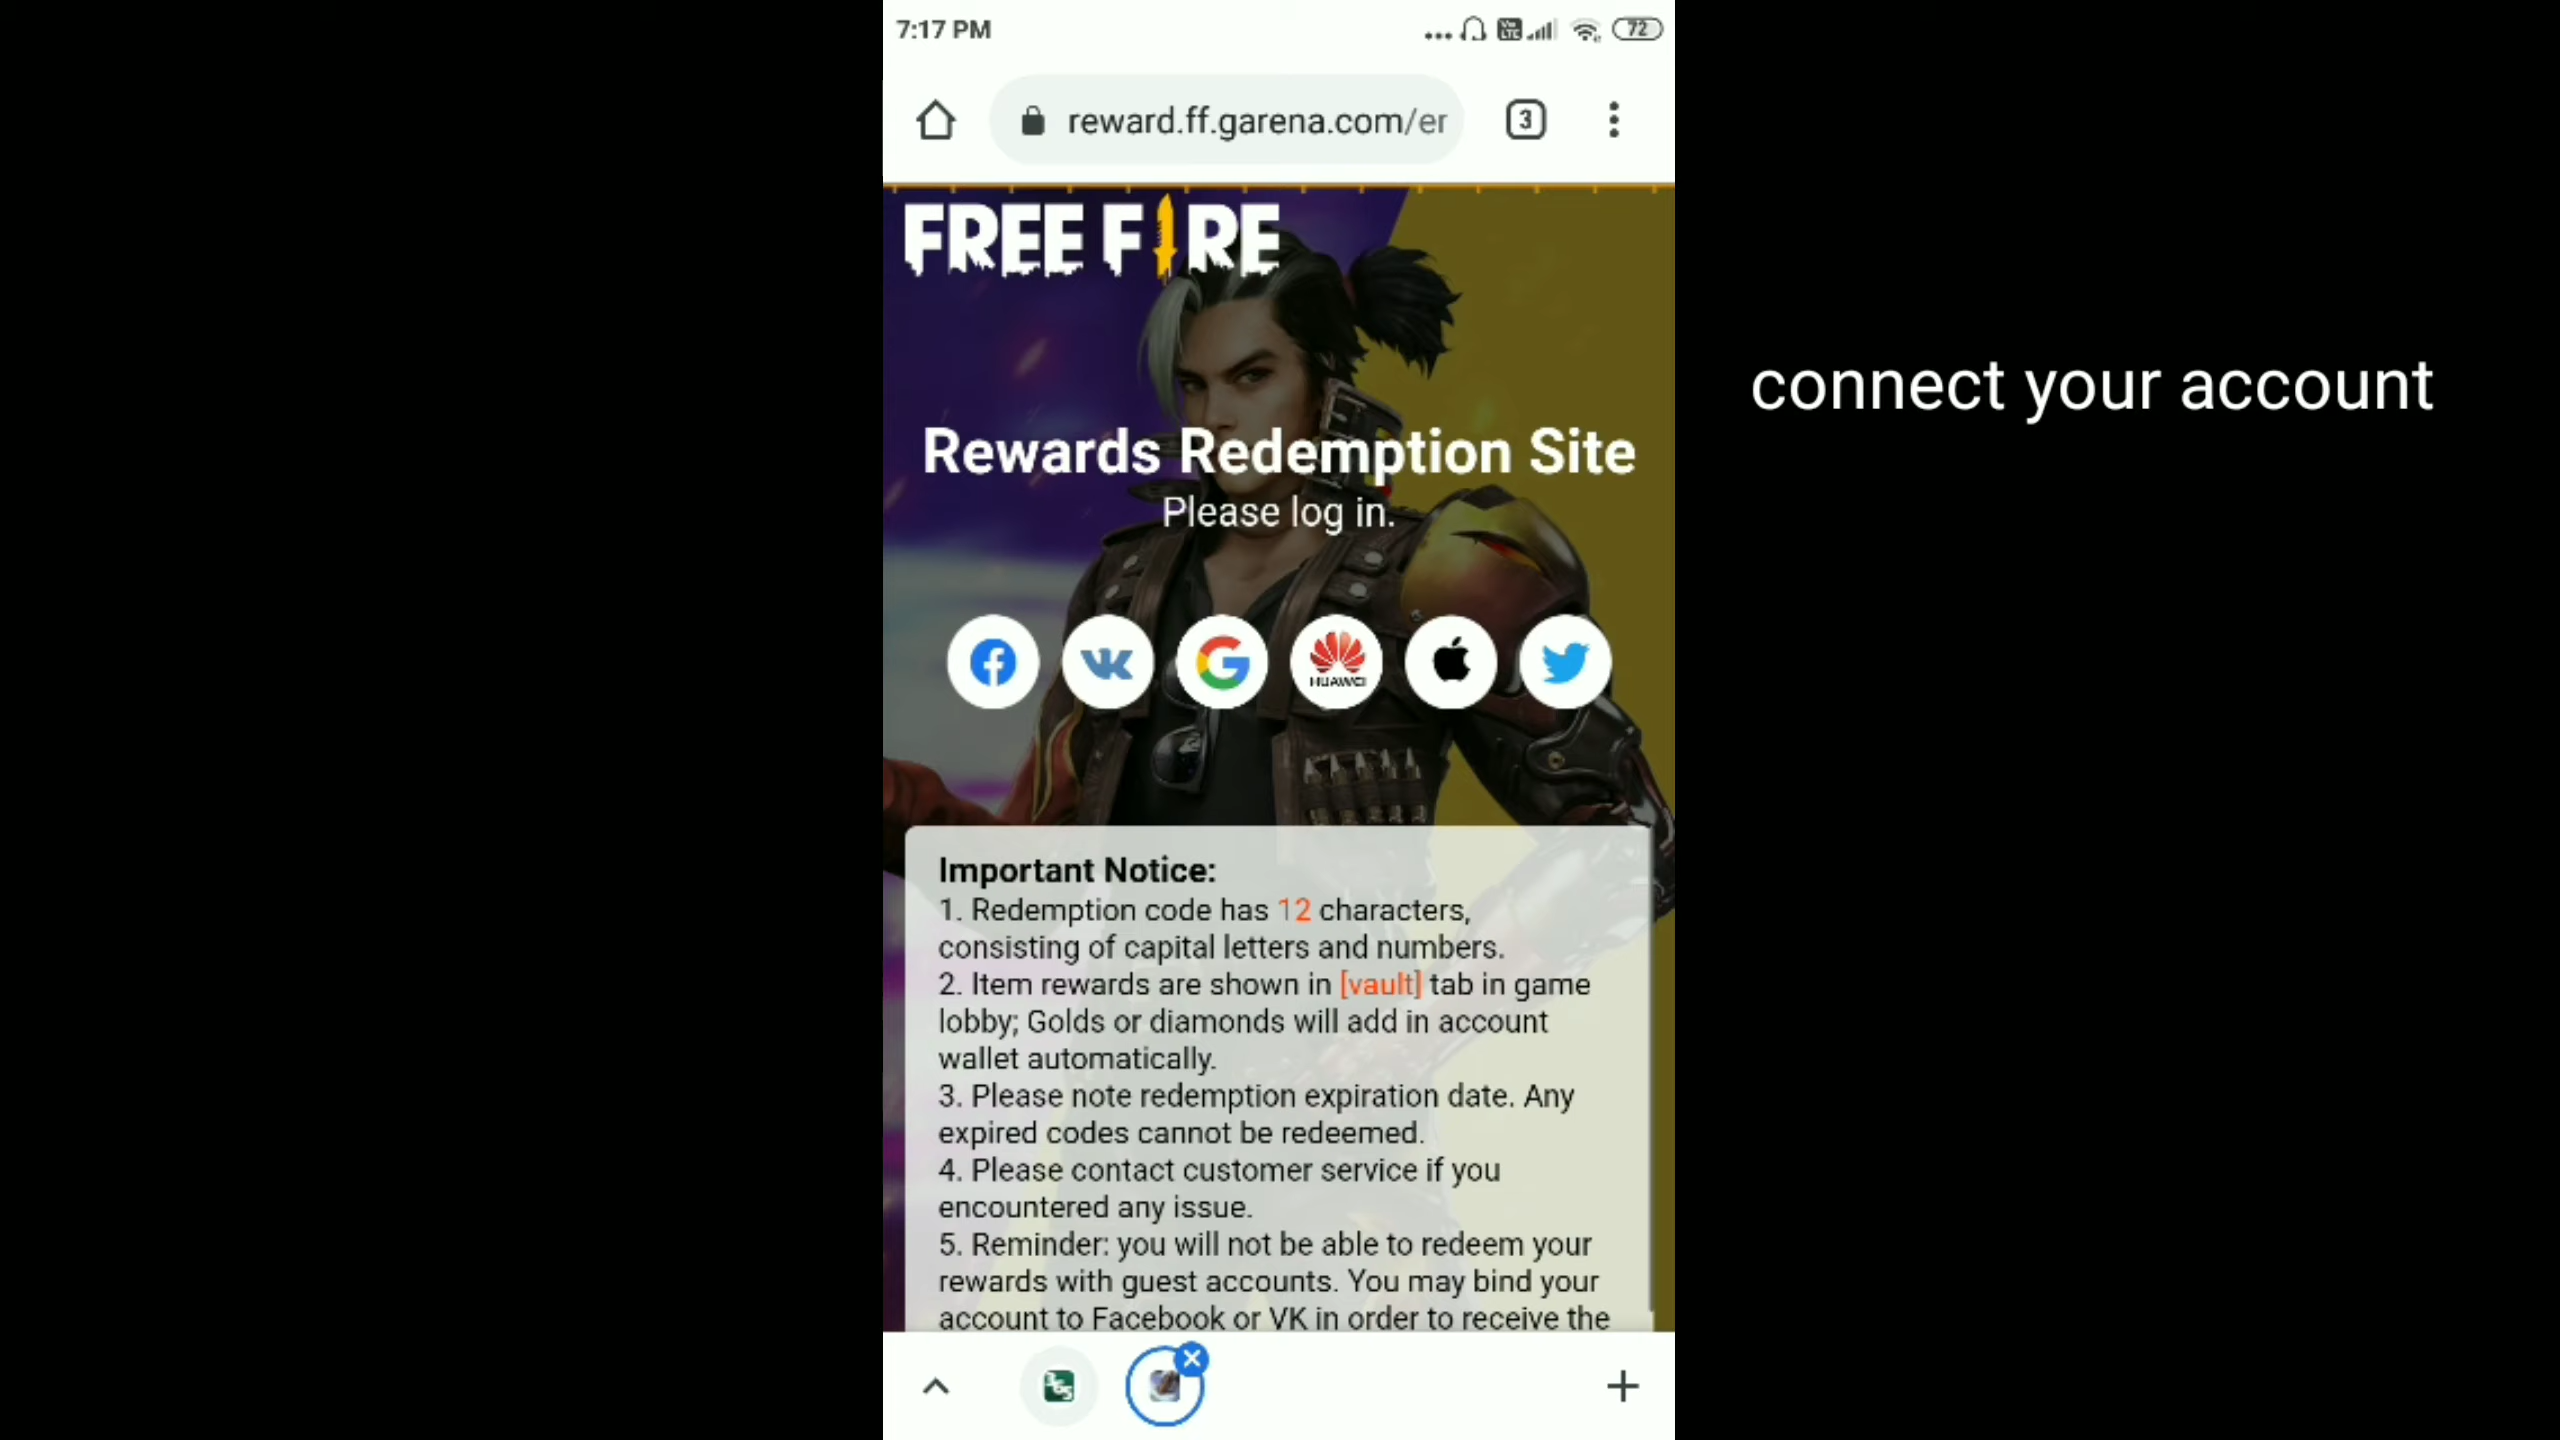 7:17 PM
72
reward.ff.garena.com/er
3
FREE FIRE
connect your account
Rewards Redemption Site
Please log in.
HUAWEI
Important Notice:
1. Redemption code has 12 characters,
consisting of capital letters and numbers.
2. Item rewards are shown in [vault] tab in game
lobby; Golds or diamonds will add in account
wallet automatically.
3. Please note redemption expiration date. Any
expired codes cannot be redeemed.
4. Please contact customer service if you
encountered any issue.
5. Reminder: you will not be able to redeem your
rewards with guest accounts. You may bind your
account to Facebook or VK in order to receive the
365